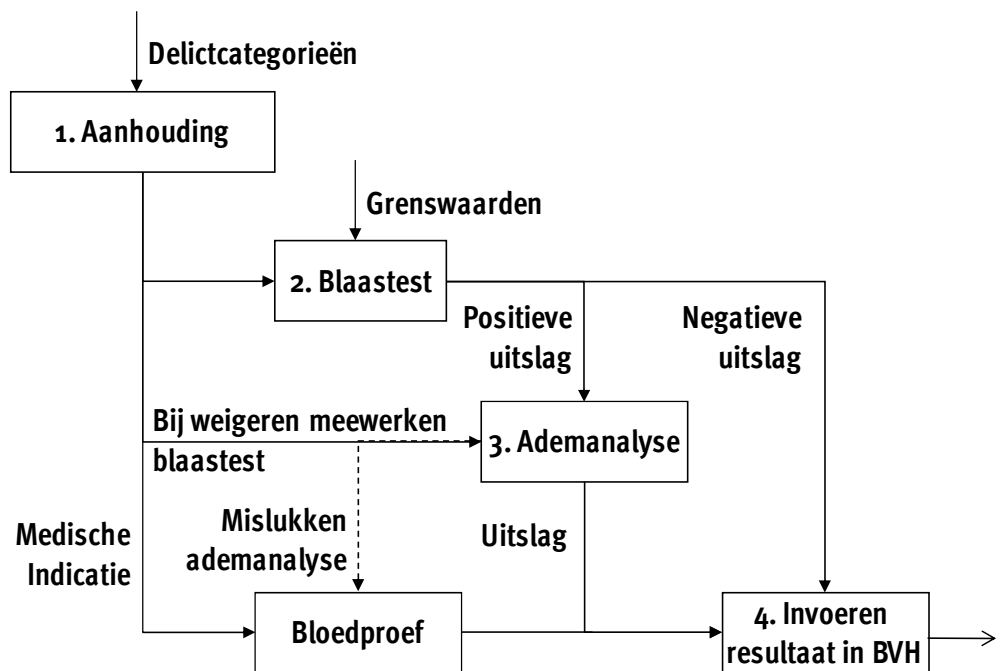 Delictcategorieën
1. Aanhouding
Grenswaarden
2. Blaastest
Positieve
uitslag
Negatieve
uitslag
Bij weigeren meewerken
blaastest
3. Ademanalyse
Medische
Indicatie
Mislukken
ademanalyse
Uitslag
Bloedproef
4. Invoeren
resultaat in BVH